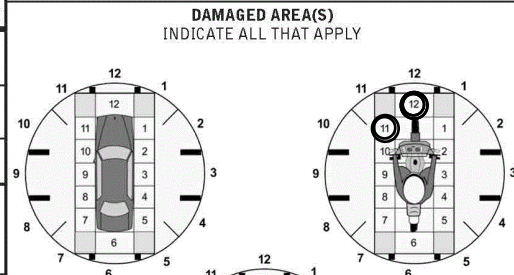 DAMAGED AREA(S)
INDICATE ALL THAT APPLY
12 12
11 1 11 1
12 12
10 11 1 2 10 11 1 2
10 2 10 2
9 9 3 3 9 9 3 3
8 4 8 4
8 7 5 4 8 7 5 4
6 6
7 5 7 5
6 12 6
11 1